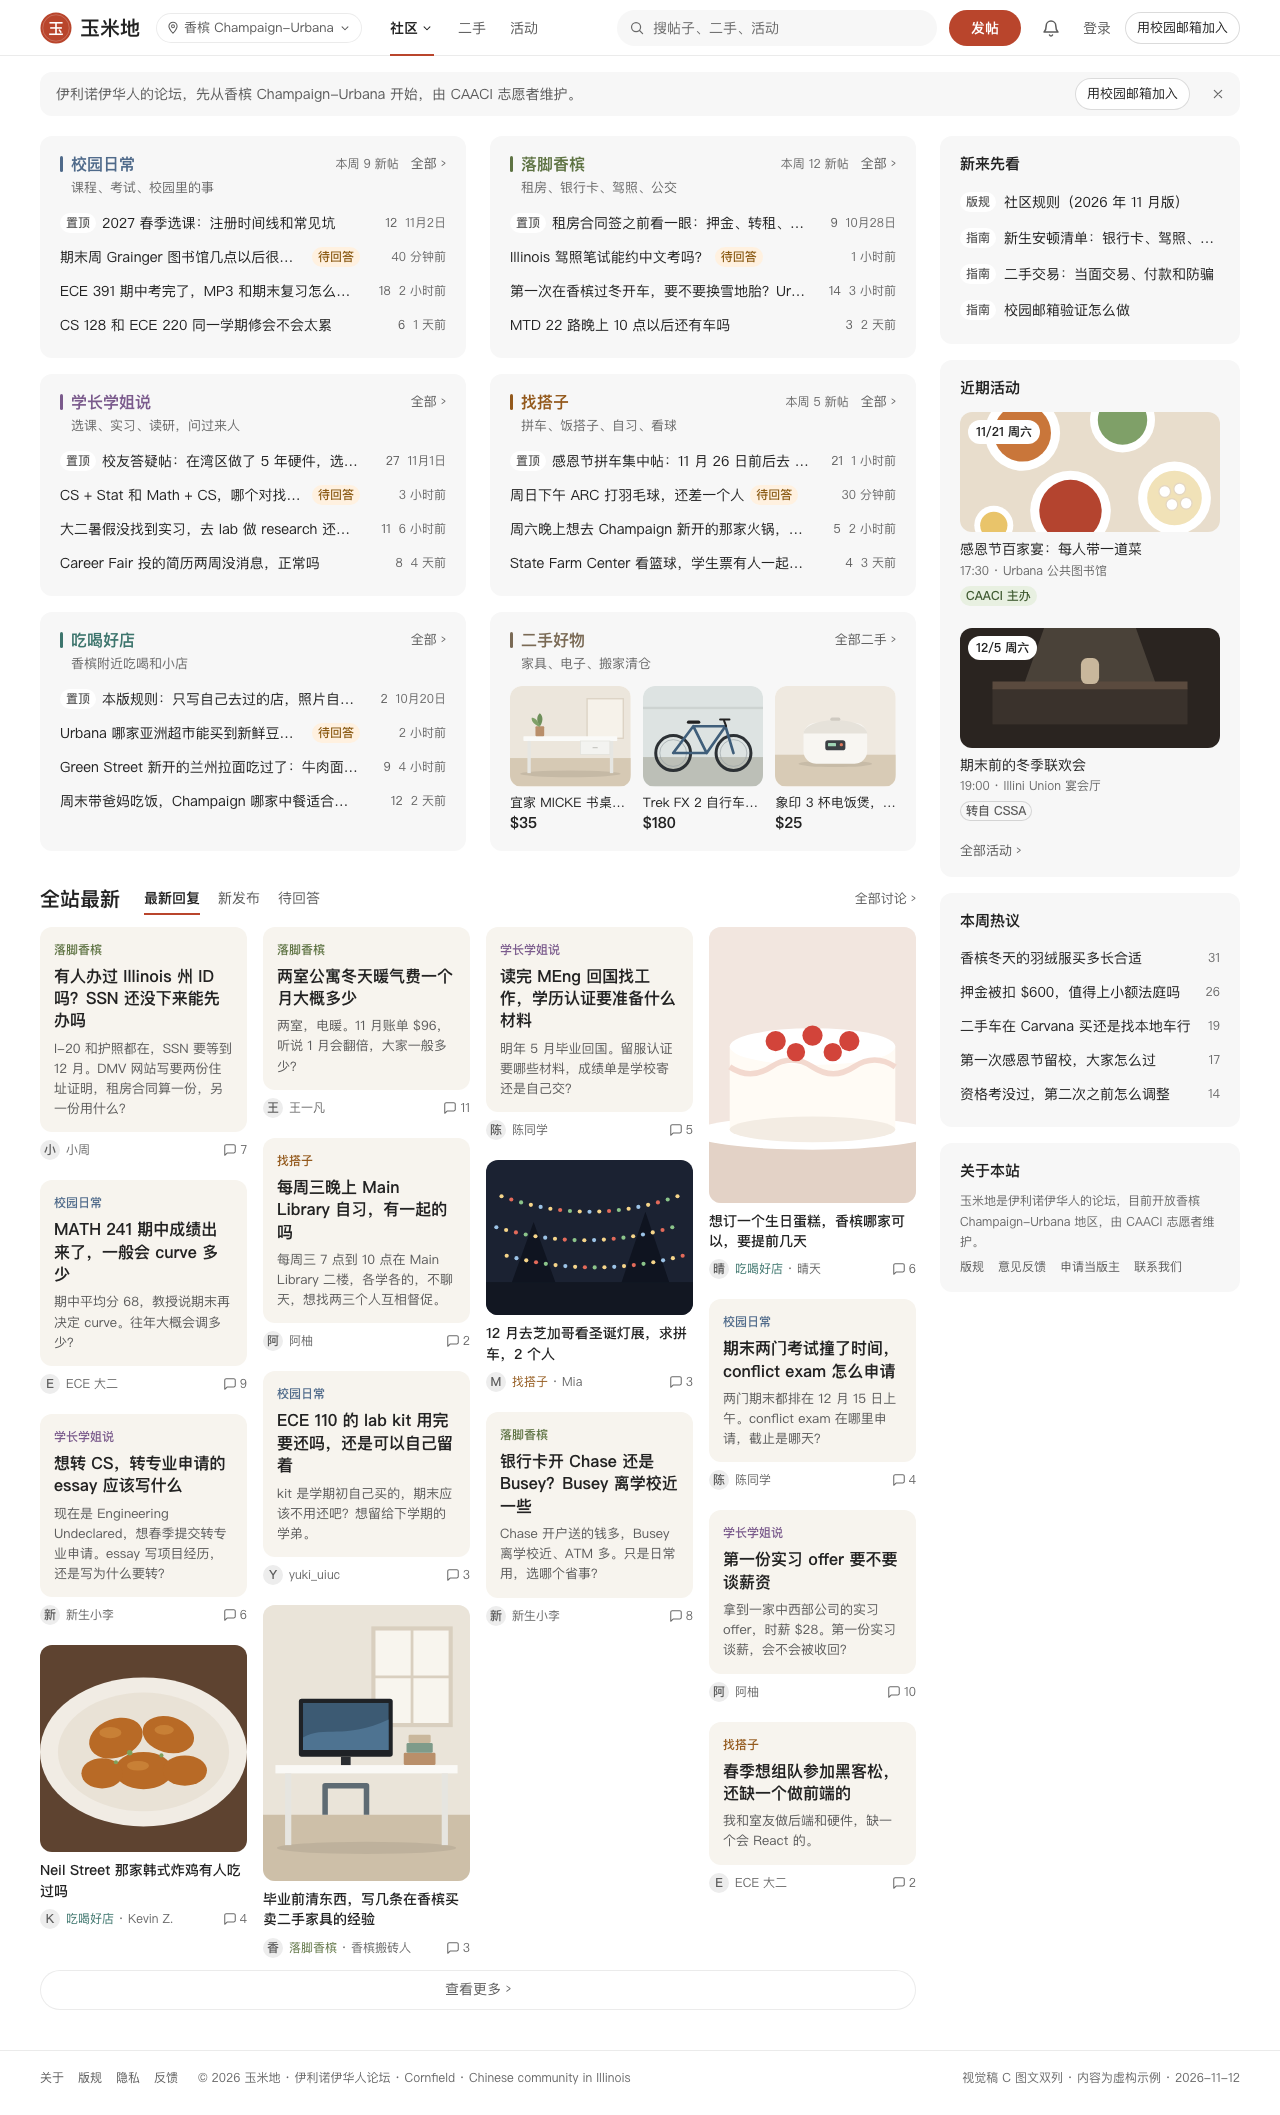 玉 玉米地 香槟 Champaign-Urbana 社区 二手 活动 搜帖子、二手、活动 发帖 登录 用校园邮箱加入
伊利诺伊华人的论坛，先从香槟 Champaign-Urbana 开始，由 CAACI 志愿者维护。 用校园邮箱加入
校园日常 本周 9 新帖 全部 ›
课程、考试、校园里的事
置顶 2027 春季选课：注册时间线和常见坑 12 11月2日
期末周 Grainger 图书馆几点以后很… 待回答 40 分钟前
ECE 391 期中考完了，MP3 和期末复习怎么… 18 2 小时前
CS 128 和 ECE 220 同一学期修会不会太累 6 1 天前
落脚香槟 本周 12 新帖 全部 ›
租房、银行卡、驾照、公交
置顶 租房合同签之前看一眼：押金、转租、… 9 10月28日
Illinois 驾照笔试能约中文考吗？ 待回答 1 小时前
第一次在香槟过冬开车，要不要换雪地胎？Ur… 14 3 小时前
MTD 22 路晚上 10 点以后还有车吗 3 2 天前
学长学姐说 全部 ›
选课、实习、读研，问过来人
置顶 校友答疑帖：在湾区做了 5 年硬件，选… 27 11月1日
CS + Stat 和 Math + CS，哪个对找… 待回答 3 小时前
大二暑假没找到实习，去 lab 做 research 还… 11 6 小时前
Career Fair 投的简历两周没消息，正常吗 8 4 天前
找搭子 本周 5 新帖 全部 ›
拼车、饭搭子、自习、看球
置顶 感恩节拼车集中帖：11 月 26 日前后去 … 21 1 小时前
周日下午 ARC 打羽毛球，还差一个人 待回答 30 分钟前
周六晚上想去 Champaign 新开的那家火锅，… 5 2 小时前
State Farm Center 看篮球，学生票有人一起… 4 3 天前
吃喝好店 全部 ›
香槟附近吃喝和小店
置顶 本版规则：只写自己去过的店，照片自… 2 10月20日
Urbana 哪家亚洲超市能买到新鲜豆… 待回答 2 小时前
Green Street 新开的兰州拉面吃过了：牛肉面… 9 4 小时前
周末带爸妈吃饭，Champaign 哪家中餐适合… 12 2 天前
二手好物 全部二手 ›
家具、电子、搬家清仓
宜家 MICKE 书桌…
$35
Trek FX 2 自行车…
$180
象印 3 杯电饭煲，…
$25
新来先看
版规 社区规则（2026 年 11 月版）
指南 新生安顿清单：银行卡、驾照、…
指南 二手交易：当面交易、付款和防骗
指南 校园邮箱验证怎么做
近期活动
11/21 周六
感恩节百家宴：每人带一道菜
17:30 · Urbana 公共图书馆
CAACI 主办
12/5 周六
期末前的冬季联欢会
19:00 · Illini Union 宴会厅
转自 CSSA
全部活动 ›
本周热议
香槟冬天的羽绒服买多长合适 31
押金被扣 $600，值得上小额法庭吗 26
二手车在 Carvana 买还是找本地车行 19
第一次感恩节留校，大家怎么过 17
资格考没过，第二次之前怎么调整 14
关于本站
玉米地是伊利诺伊华人的论坛，目前开放香槟
Champaign-Urbana 地区，由 CAACI 志愿者维
护。
版规 意见反馈 申请当版主 联系我们
全站最新 最新回复 新发布 待回答 全部讨论 ›
落脚香槟
有人办过 Illinois 州 ID
吗？SSN 还没下来能先
办吗
I-20 和护照都在，SSN 要等到
12 月。DMV 网站写要两份住
址证明，租房合同算一份，另
一份用什么？
小 小周 7
校园日常
MATH 241 期中成绩出
来了，一般会 curve 多
少
期中平均分 68，教授说期末再
决定 curve。往年大概会调多
少？
E ECE 大二 9
学长学姐说
想转 CS，转专业申请的
essay 应该写什么
现在是 Engineering
Undeclared，想春季提交转专
业申请。essay 写项目经历，
还是写为什么要转？
新 新生小李 6
Neil Street 那家韩式炸鸡有人吃
过吗
K 吃喝好店 · Kevin Z. 4
落脚香槟
两室公寓冬天暖气费一个
月大概多少
两室，电暖。11 月账单 $96，
听说 1 月会翻倍，大家一般多
少？
王 王一凡 11
找搭子
每周三晚上 Main
Library 自习，有一起的
吗
每周三 7 点到 10 点在 Main
Library 二楼，各学各的，不聊
天，想找两三个人互相督促。
阿 阿柚 2
校园日常
ECE 110 的 lab kit 用完
要还吗，还是可以自己留
着
kit 是学期初自己买的，期末应
该不用还吧？想留给下学期的
学弟。
Y yuki_uiuc 3
毕业前清东西，写几条在香槟买
卖二手家具的经验
香 落脚香槟 · 香槟搬砖人 3
学长学姐说
读完 MEng 回国找工
作，学历认证要准备什么
材料
明年 5 月毕业回国。留服认证
要哪些材料，成绩单是学校寄
还是自己交？
陈 陈同学 5
12 月去芝加哥看圣诞灯展，求拼
车，2 个人
M 找搭子 · Mia 3
落脚香槟
银行卡开 Chase 还是
Busey？Busey 离学校近
一些
Chase 开户送的钱多，Busey
离学校近、ATM 多。只是日常
用，选哪个省事？
新 新生小李 8
想订一个生日蛋糕，香槟哪家可
以，要提前几天
晴 吃喝好店 · 晴天 6
校园日常
期末两门考试撞了时间，
conflict exam 怎么申请
两门期末都排在 12 月 15 日上
午。conflict exam 在哪里申
请，截止是哪天？
陈 陈同学 4
学长学姐说
第一份实习 offer 要不要
谈薪资
拿到一家中西部公司的实习
offer，时薪 $28。第一份实习
谈薪，会不会被收回？
阿 阿柚 10
找搭子
春季想组队参加黑客松，
还缺一个做前端的
我和室友做后端和硬件，缺一
个会 React 的。
E ECE 大二 2
查看更多 ›
关于 版规 隐私 反馈 © 2026 玉米地 · 伊利诺伊华人论坛 · Cornfield · Chinese community in Illinois 视觉稿 C 图文双列 · 内容为虚构示例 · 2026-11-12